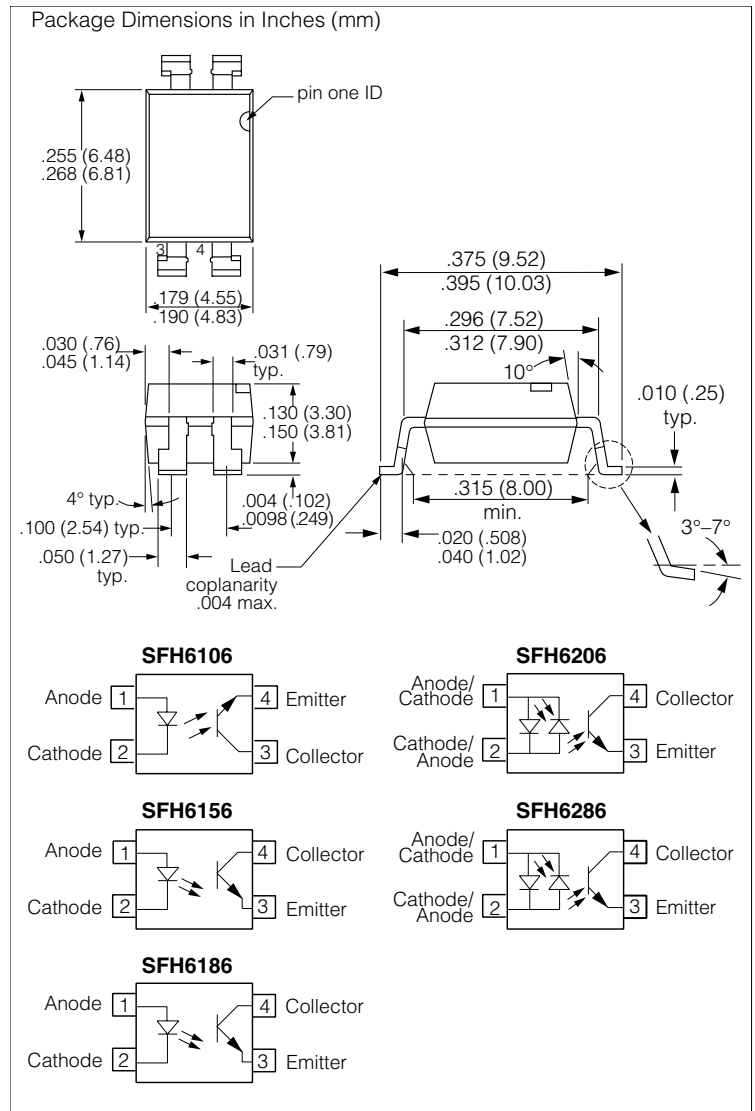 Package Dimensions in Inches (mm)
pin one ID
.255 (6.48)
.268 (6.81)
3
4
.179 (4.55)
.190 (4.83)
.375 (9.52)
.395 (10.03)
.296 (7.52)
.312 (7.90)
10°
.010 (.25)
typ.
.030 (.76)
.045 (1.14)
.031 (.79)
typ.
.130 (3.30)
.150 (3.81)
4° typ.
.100 (2.54) typ.
.050 (1.27)
typ.
.004 (.102)
.0098 (.249)
Lead
coplanarity
.004 max.
.315 (8.00)
min.
.020 (.508)
.040 (1.02)
3°–7°
SFH6106
Anode
1
4
Emitter
Cathode
2
3
Collector
SFH6206
Anode/
Cathode
1
4
Collector
Cathode/
Anode
2
3
Emitter
SFH6156
Anode
1
4
Collector
Cathode
2
3
Emitter
SFH6286
Anode/
Cathode
1
4
Collector
Cathode/
Anode
2
3
Emitter
SFH6186
Anode
1
4
Collector
Cathode
2
3
Emitter